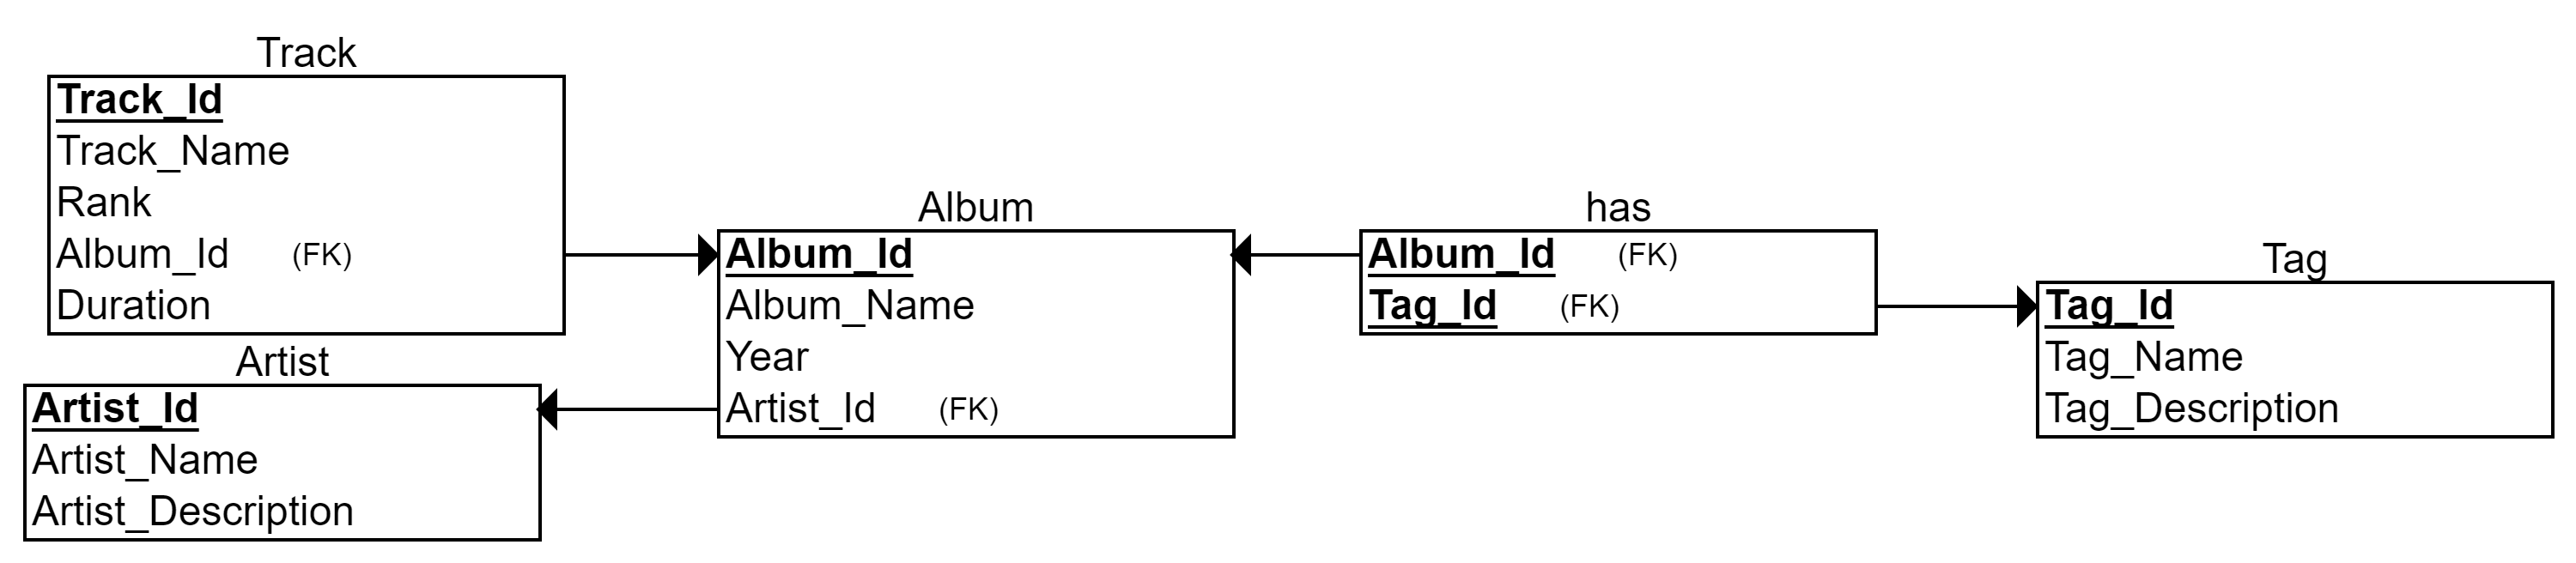 Track
Track_Id
Track_Name
Rank
Album_Id (FK)
Duration
Artist
Artist_Id
Artist_Name
Artist_Description
Album
Album_Id
Album_Name
Year
Artist_Id (FK)
has
Album_Id (FK)
Tag_Id (FK)
Tag
Tag_Id
Tag_Name
Tag_Description